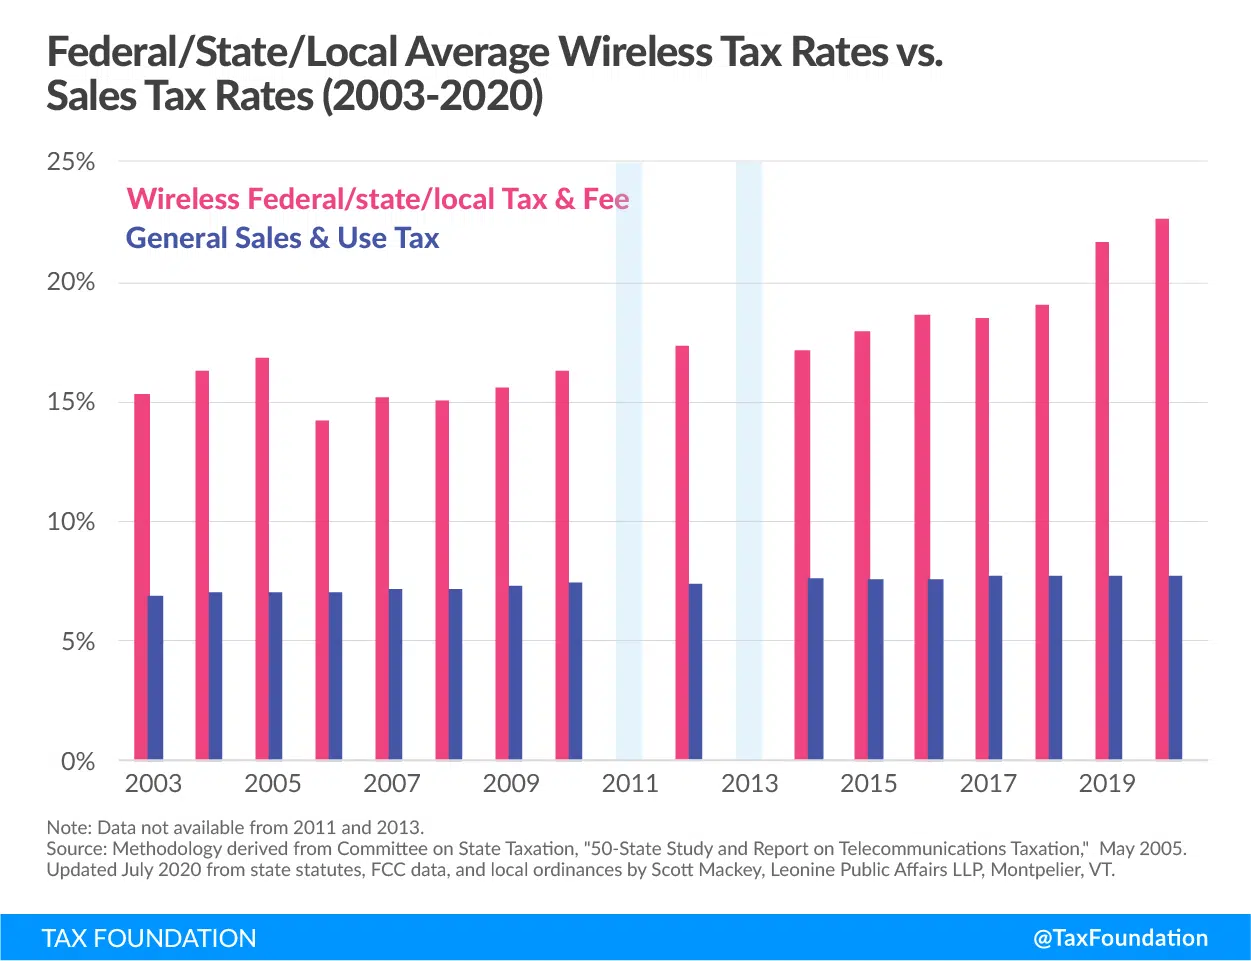 Federal/State/Local Average Wireless Tax Rates vs.
Sales Tax Rates (2003-2020)
25%
Wireless Federal/state/local Tax & Fee
General Sales & Use Tax
20%
15%
10%
5%
0%
2003 2005 2007 2009 2011 2013 2015 2017 2019
Note: Data not available from 2011 and 2013.
Source: Methodology derived from Committee on State Taxation, "50-State Study and Report on Telecommunications Taxation,"  May 2005.
Updated July 2020 from state statutes, FCC data, and local ordinances by Scott Mackey, Leonine Public Affairs LLP, Montpelier, VT.
TAX FOUNDATION @TaxFoundation